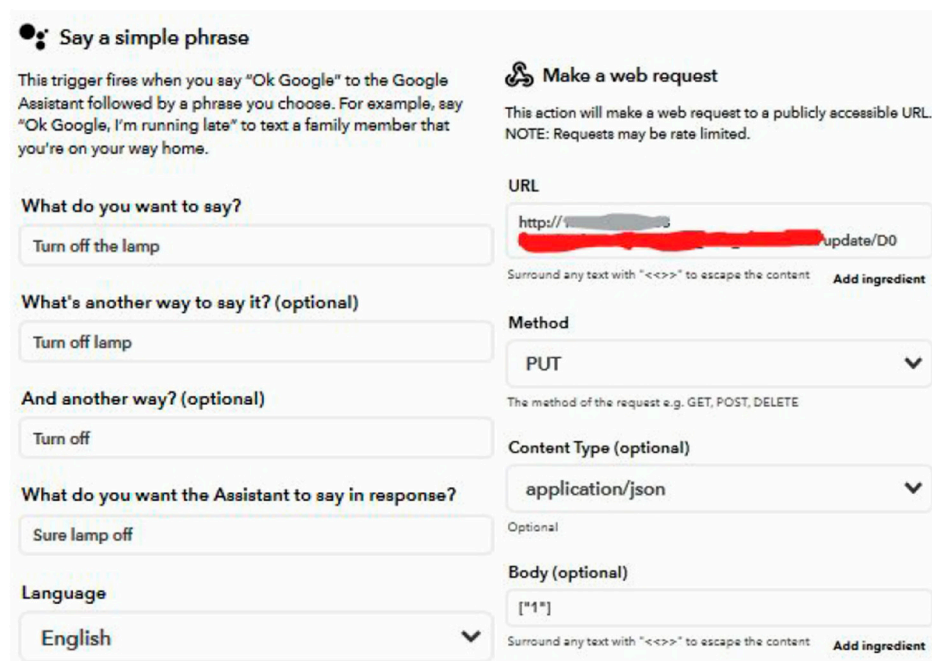 Say a simple phrase
This trigger fires when you say "Ok Google" to the Google
Assistant followed by a phrase you choose. For example, say
"Ok Google, I'm running late" to text a family member that
you're on your way home.
What do you want to say?
Turn off the lamp
What's another way to say it? (optional)
Turn off lamp
And another way? (optional)
Turn off
What do you want the Assistant to say in response?
Sure lamp off
Language
English
Make a web request
This action will make a web request to a publicly accessible URL.
NOTE: Requests may be rate limited.
URL
http://
/update/D0
Surround any text with "<<>>" to escape the content
Add ingredient
Method
PUT
The method of the request e.g. GET, POST, DELETE
Content Type (optional)
application/json
Optional
Body (optional)
["1"]
Surround any text with "<<>>" to escape the content
Add ingredient